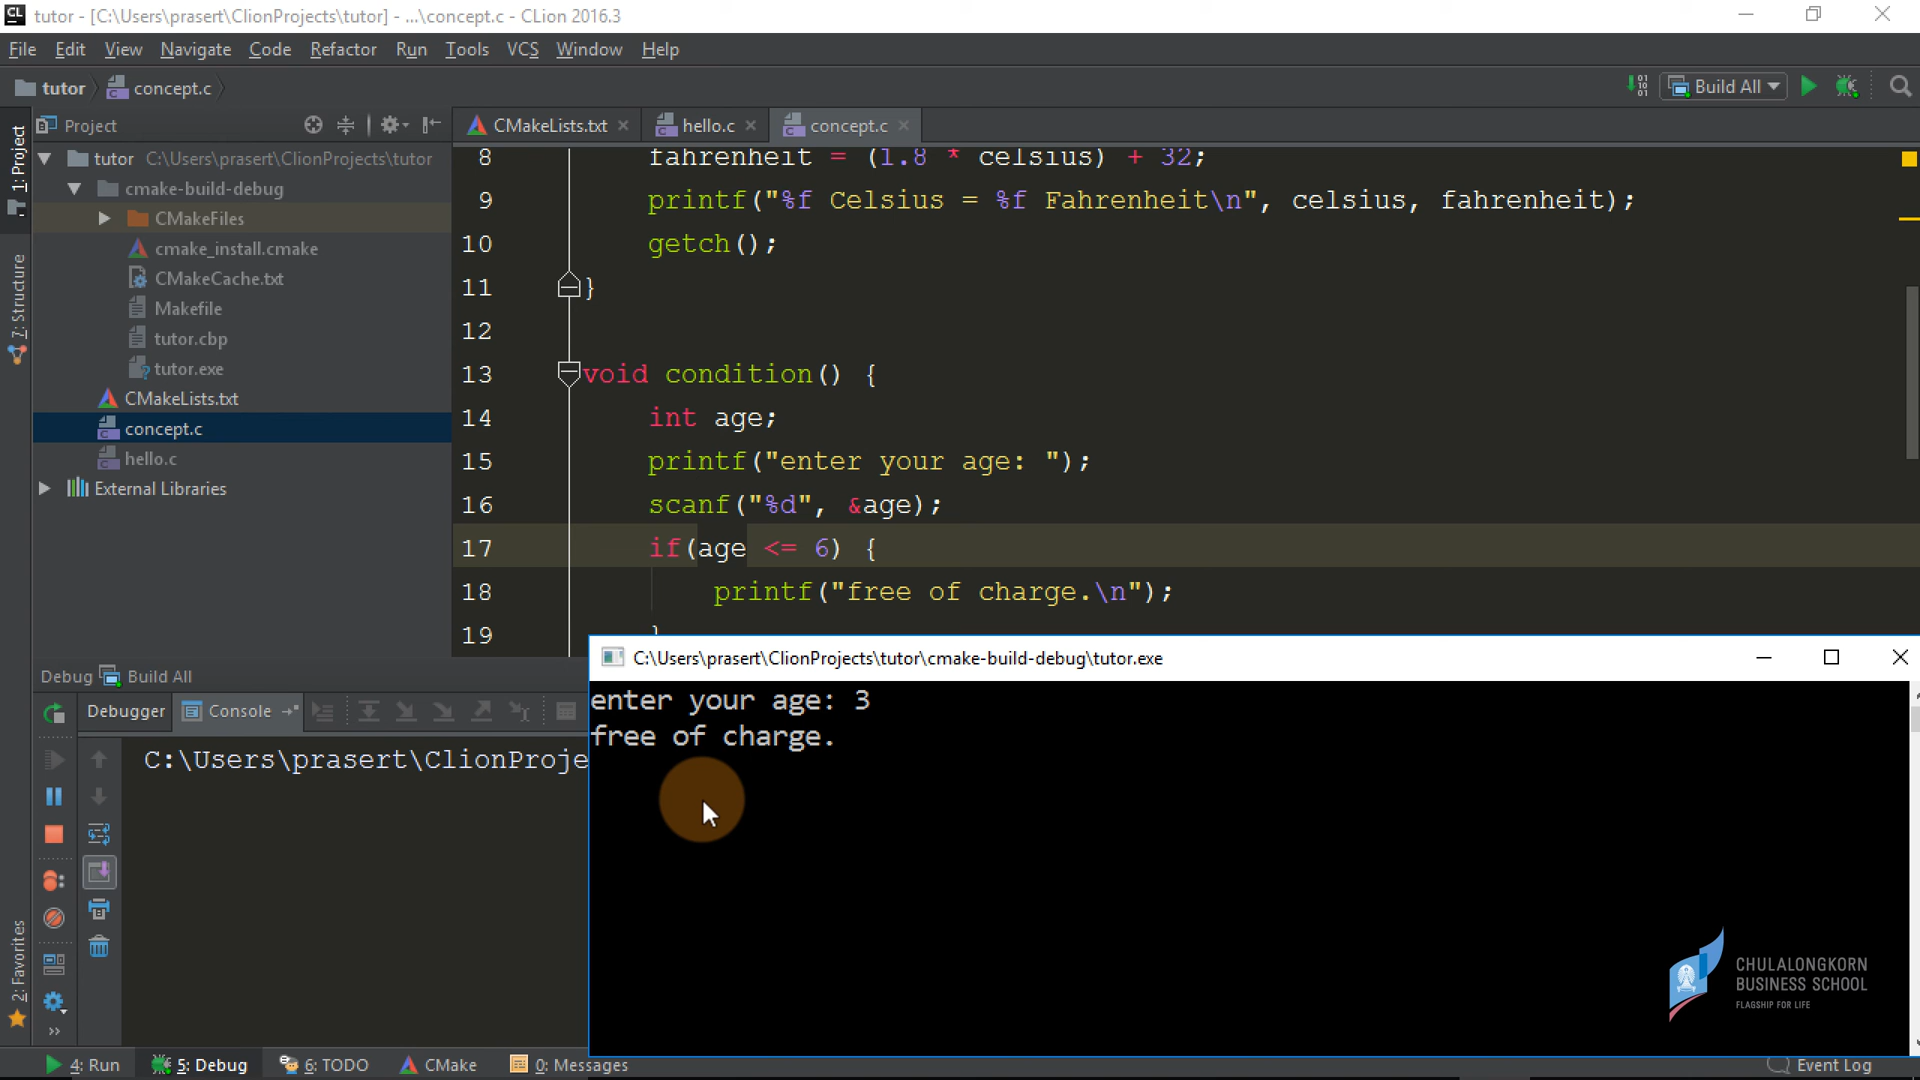 CL tutor - [C:\Users\prasert\ClionProjects\tutor] - ...\concept.c - CLion 2016.3
File Edit View Navigate Code Refactor Run Tools VCS Window Help
tutor concept.c
Build All
1: Project
7: Structure
2: Favorites
Project
tutor C:\Users\prasert\ClionProjects\tutor
cmake-build-debug
CMakeFiles
cmake_install.cmake
CMakeCache.txt
Makefile
tutor.cbp
tutor.exe
CMakeLists.txt
concept.c
hello.c
External Libraries
CMakeLists.txt hello.c concept.c
8 fahrenheit = (1.8 * celsius) + 32;
9 printf("%f Celsius = %f Fahrenheit\n", celsius, fahrenheit);
10 getch();
11 }
12
13 void condition() {
14 int age;
15 printf("enter your age: ");
16 scanf("%d", &age);
17 if(age <= 6) {
18 printf("free of charge.\n");
19 }
Debug Build All
Debugger Console
C:\Users\prasert\ClionProje
C:\Users\prasert\ClionProjects\tutor\cmake-build-debug\tutor.exe
enter your age: 3
free of charge.
CHULALONGKORN
BUSINESS SCHOOL
FLAGSHIP FOR LIFE
4: Run 5: Debug 6: TODO CMake 0: Messages Event Log